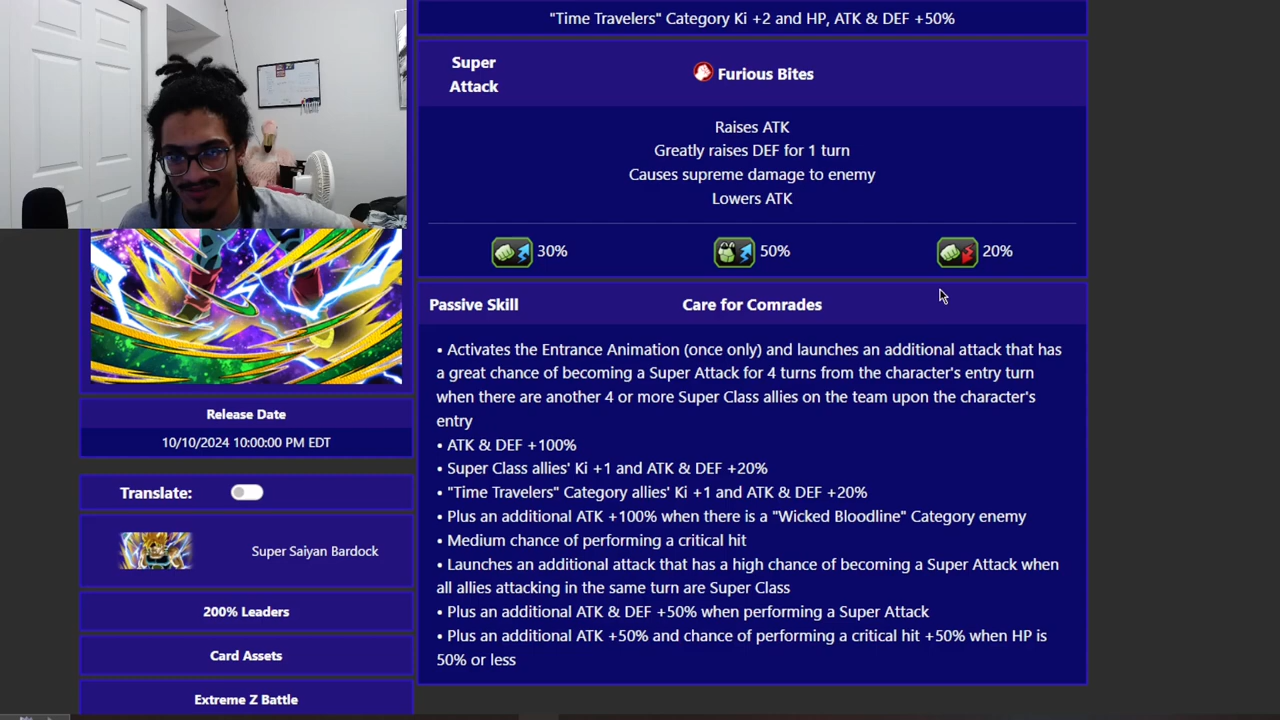 "Time Travelers" Category Ki +2 and HP, ATK & DEF +50%
Super
Attack
Furious Bites
Raises ATK
Greatly raises DEF for 1 turn
Causes supreme damage to enemy
Lowers ATK
30%
50%
20%
Passive Skill
Care for Comrades
• Activates the Entrance Animation (once only) and launches an additional attack that has
a great chance of becoming a Super Attack for 4 turns from the character's entry turn
when there are another 4 or more Super Class allies on the team upon the character's
entry
• ATK & DEF +100%
• Super Class allies' Ki +1 and ATK & DEF +20%
• "Time Travelers" Category allies' Ki +1 and ATK & DEF +20%
• Plus an additional ATK +100% when there is a "Wicked Bloodline" Category enemy
• Medium chance of performing a critical hit
• Launches an additional attack that has a high chance of becoming a Super Attack when
all allies attacking in the same turn are Super Class
• Plus an additional ATK & DEF +50% when performing a Super Attack
• Plus an additional ATK +50% and chance of performing a critical hit +50% when HP is
50% or less
Release Date
10/10/2024 10:00:00 PM EDT
Translate:
Super Saiyan Bardock
200% Leaders
Card Assets
Extreme Z Battle